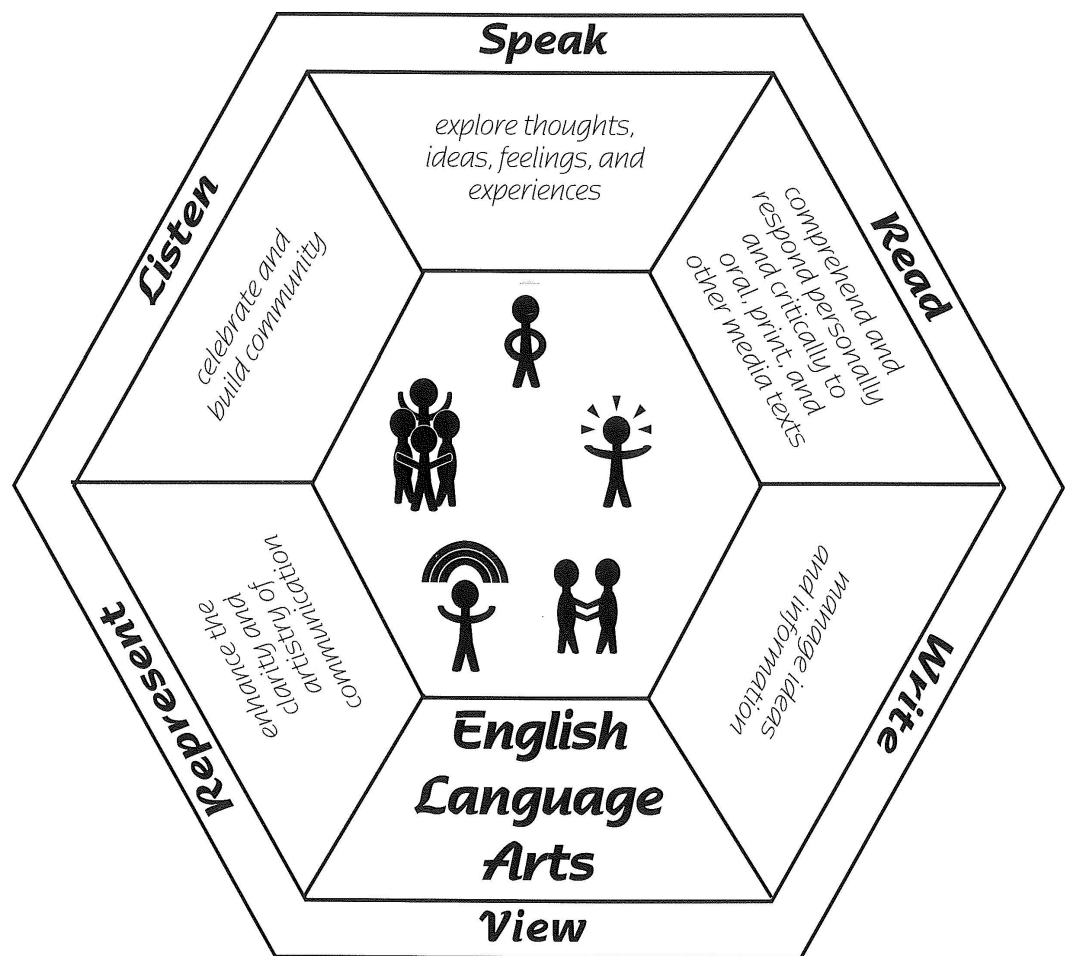 Speak
explore thoughts,
ideas, feelings, and
experiences
Read
comprehend and
respond personally
and critically to
oral, print, and
other media texts
Write
manage ideas
and information
View
English
Language
Arts
Represent
enhance the
clarity and
artistry of
communication
Listen
celebrate and
build community